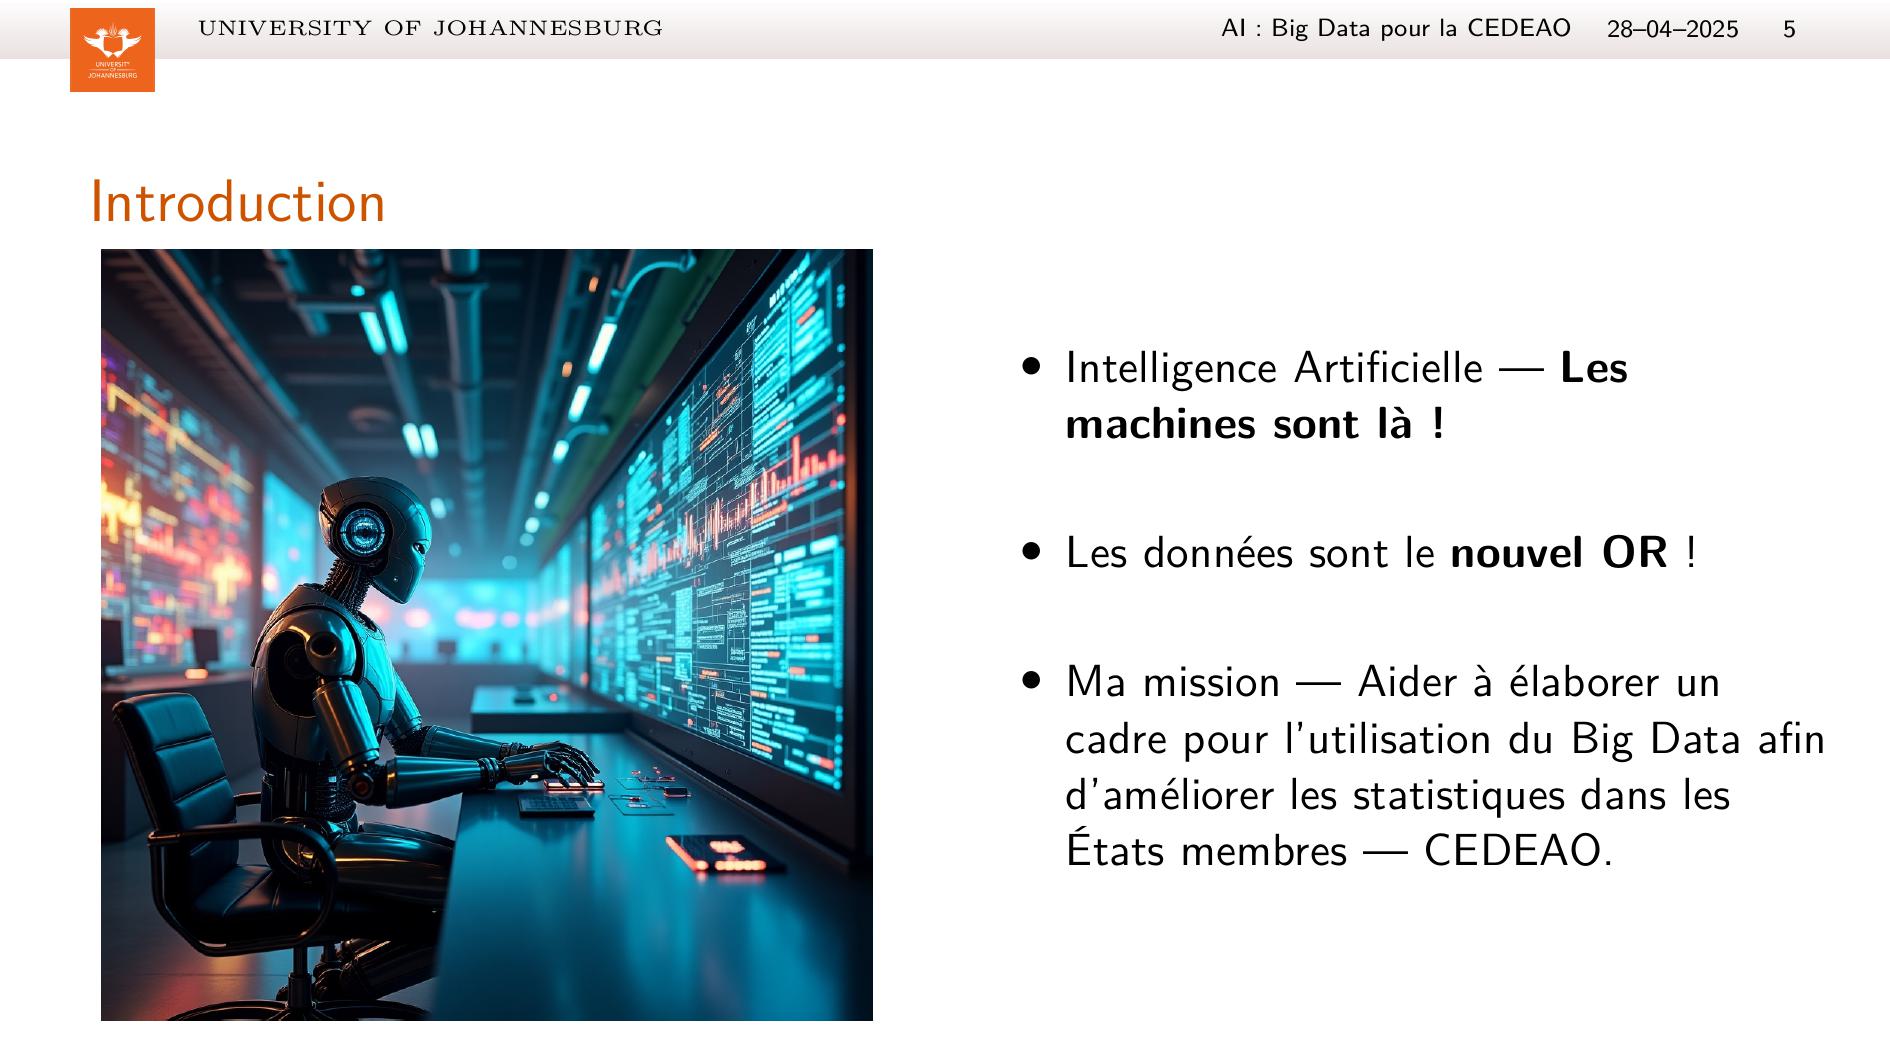 UNIVERSITY OF JOHANNESBURG
AI : Big Data pour la CEDEAO 28–04–2025 5
UNIVERSITY
OF
JOHANNESBURG
Introduction
• Intelligence Artificielle — Les
machines sont là !
• Les données sont le nouvel OR !
• Ma mission — Aider à élaborer un
cadre pour l'utilisation du Big Data afin
d'améliorer les statistiques dans les
États membres — CEDEAO.